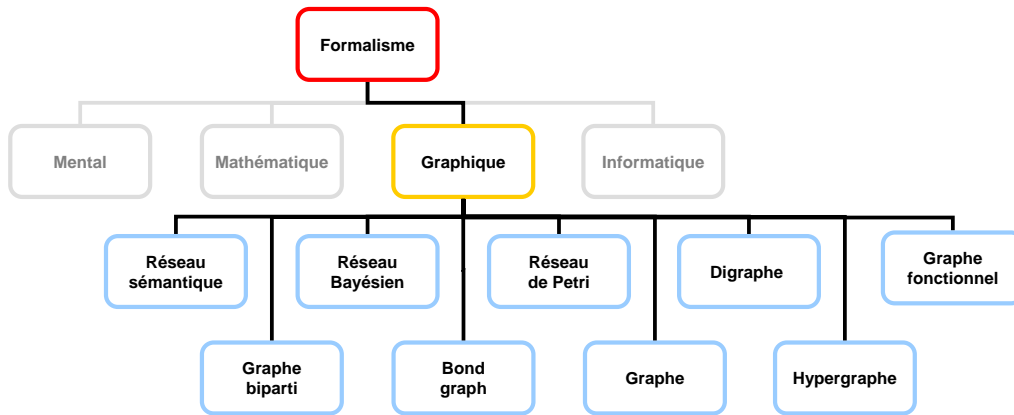 Formalisme
Mental
Mathématique
Graphique
Informatique
Réseau
sémantique
Réseau
Bayésien
Réseau
de Petri
Digraphe
Graphe
fonctionnel
Graphe
biparti
Bond
graph
Graphe
Hypergraphe